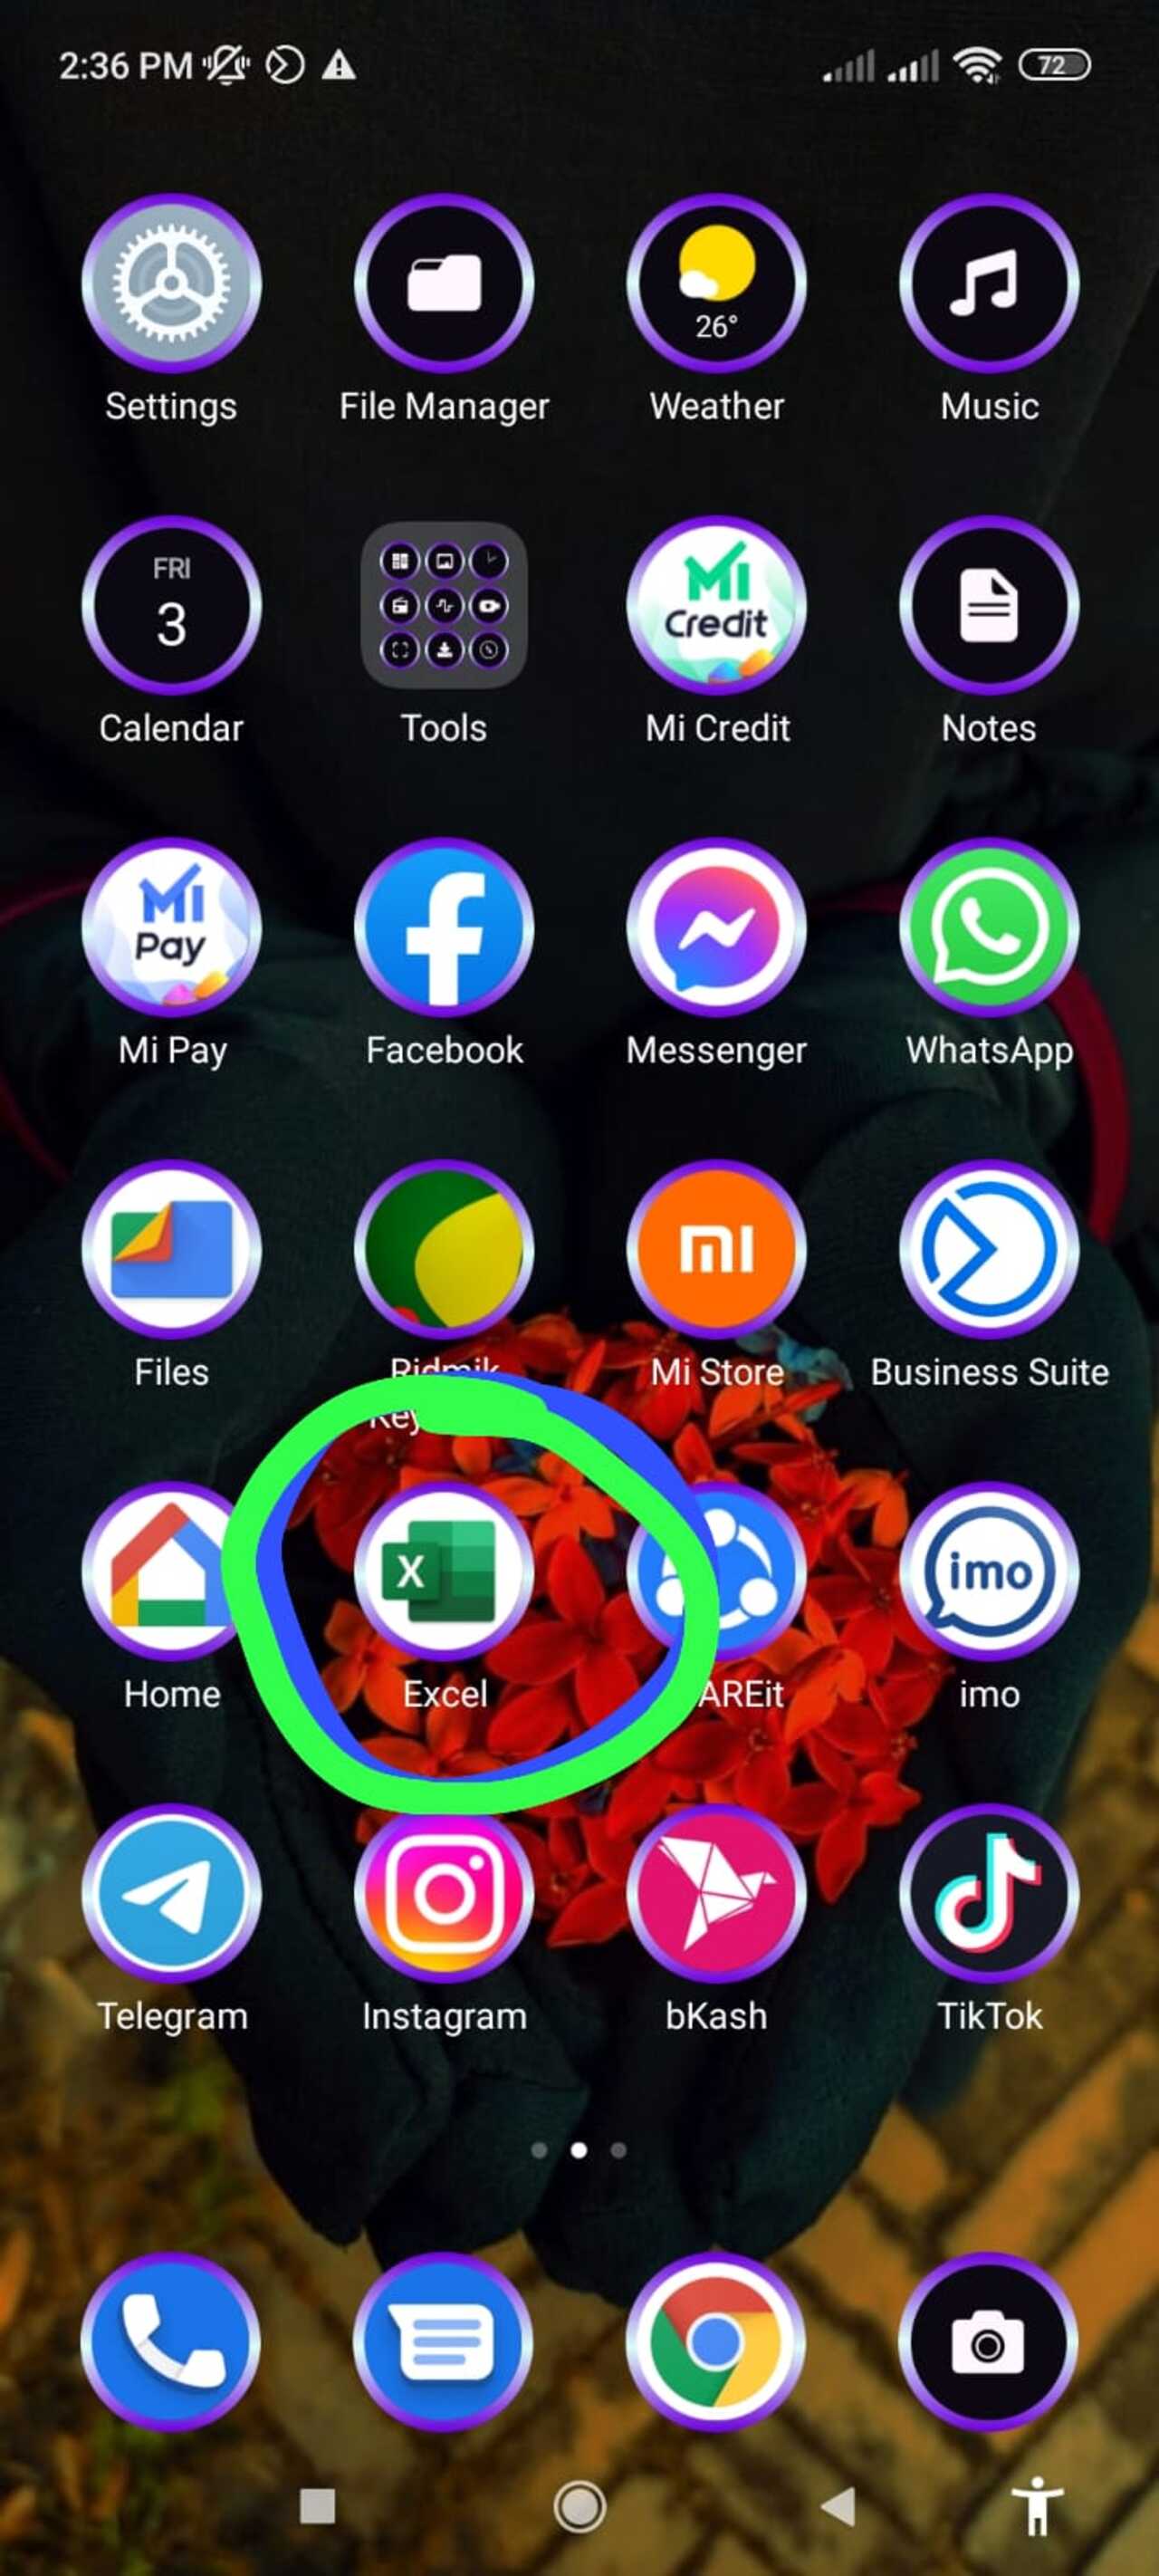 2:36 PM 72
26°
Settings File Manager Weather Music
FRI
3
Mi
Credit
Calendar Tools Mi Credit Notes
Mi
Pay
Mi Pay Facebook Messenger WhatsApp
mi
Files Ridmik Mi Store Business Suite
Key
X imo
Home Excel AREit imo
Telegram Instagram bKash TikTok